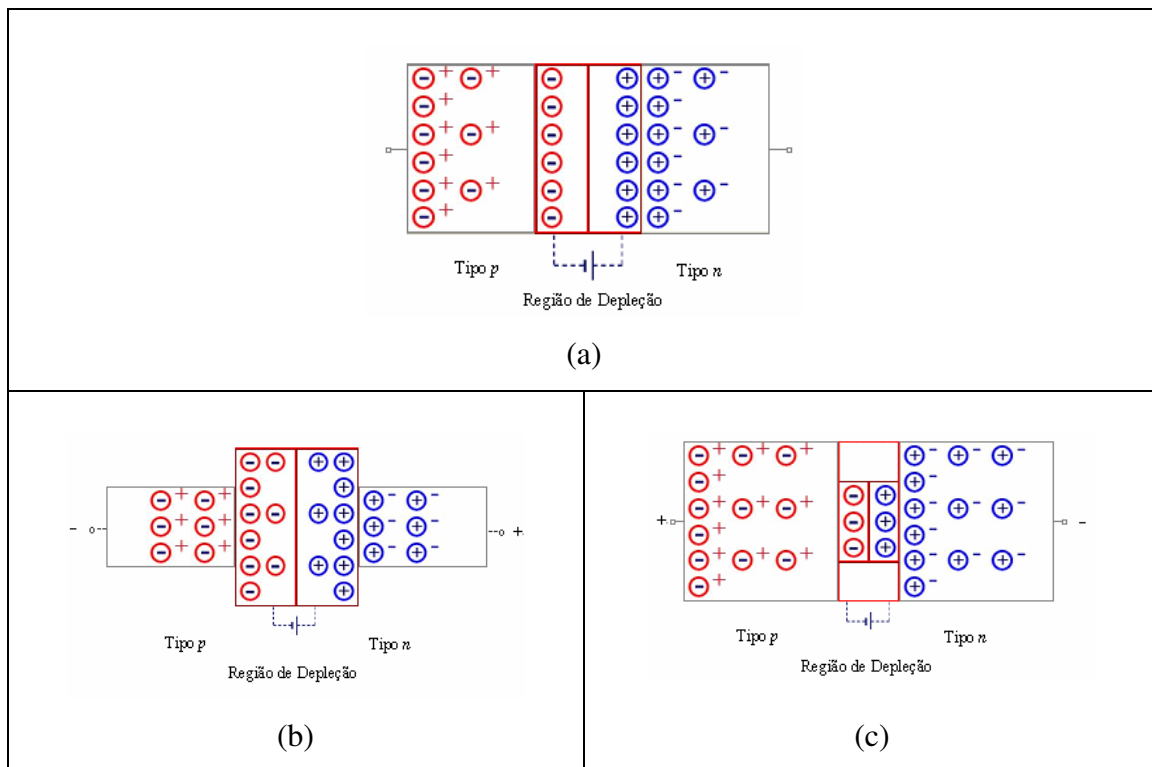 Tipo p
Tipo n
Região de Depleção
(a)
-
+
Tipo p
Tipo n
Região de Depleção
(b)
+
-
Tipo p
Tipo n
Região de Depleção
(c)